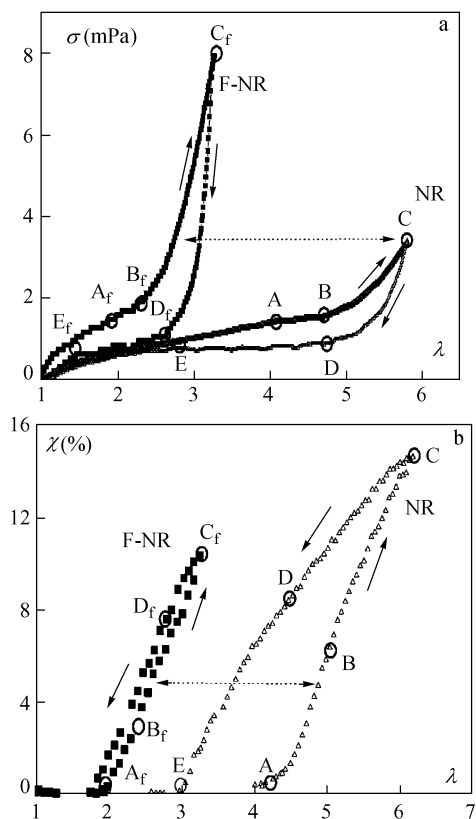 a
σ (mPa)
C_f
8
F-NR
6
4
NR
C
2
B_f
A_f
D_f
E_f
A
B
E
D
λ
0
1 2 3 4 5 6
b
16
χ(%)
C
12
F-NR
NR
C_f
8
D_f
D
B
4
B_f
A_f
E
A
λ
0
1 2 3 4 5 6 7